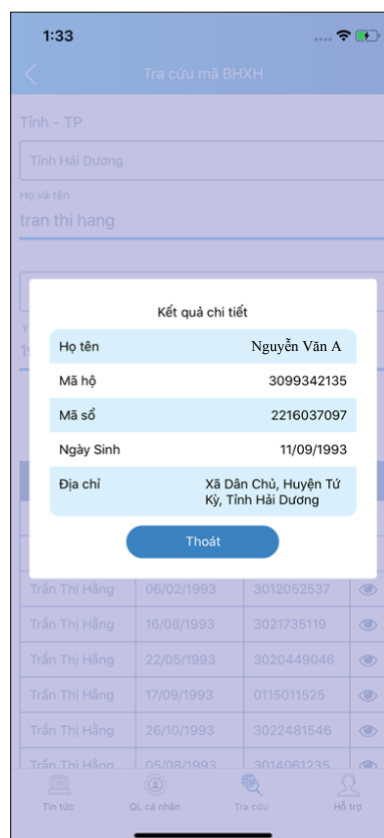 1:33
Tra cứu mã BHXH
Tỉnh - TP
Tỉnh Hải Dương
Họ và tên
tran thi hang
Kết quả chi tiết
Họ tên Nguyễn Văn A
Mã hộ 3099342135
Mã số 2216037097
Ngày Sinh 11/09/1993
Địa chỉ Xã Dân Chủ, Huyện Tứ
Kỳ, Tỉnh Hải Dương
Thoát
Trần Thị Hằng 06/02/1993 3012052537
Trần Thị Hằng 16/08/1993 3021735119
Trần Thị Hằng 22/05/1993 3020449046
Trần Thị Hằng 17/09/1993 0115011525
Trần Thị Hằng 26/10/1993 3022481546
Trần Thị Hằng 05/08/1993 3014061235
Tin tức QL cá nhân Tra cứu Hỗ trợ